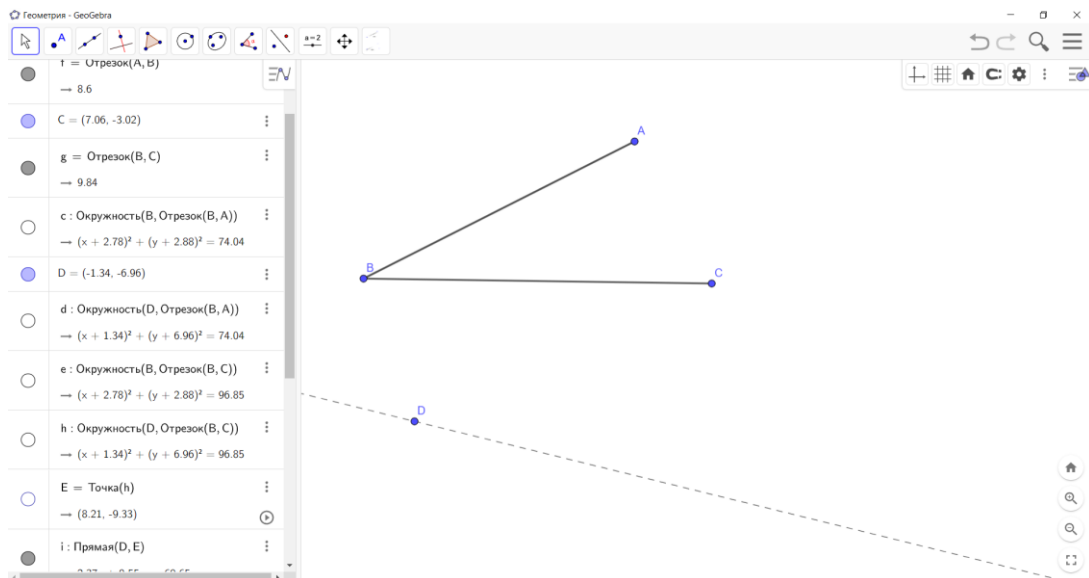 Геометрия - GeoGebra
A
a=2
f = Отрезок(A, B)
→ 8.6
C = (7.06, -3.02)
g = Отрезок(B, C)
→ 9.84
c : Окружность(B, Отрезок(B, A))
→ (x + 2.78)² + (y + 2.88)² = 74.04
D = (-1.34, -6.96)
d : Окружность(D, Отрезок(B, A))
→ (x + 1.34)² + (y + 6.96)² = 74.04
e : Окружность(B, Отрезок(B, C))
→ (x + 2.78)² + (y + 2.88)² = 96.85
h : Окружность(D, Отрезок(B, C))
→ (x + 1.34)² + (y + 6.96)² = 96.85
E = Точка(h)
→ (8.21, -9.33)
i : Прямая(D, E)
A
B
C
D